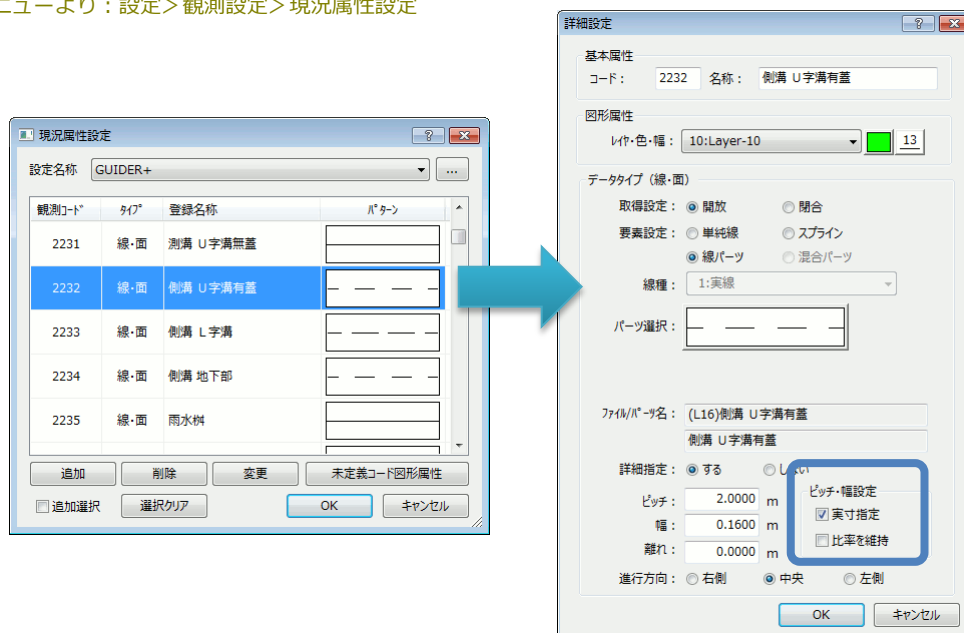 ニューより：設定＞観測設定＞現況属性設定
現況属性設定
設定名称 GUIDER+ ...
観測ｺｰﾄﾞ ﾀｲﾌﾟ 登録名称 ﾊﾟﾀｰﾝ
2231 線・面 測溝 U字溝無蓋
2232 線・面 側溝 U字溝有蓋
2233 線・面 側溝 L字溝
2234 線・面 側溝 地下部
2235 線・面 雨水桝
追加 削除 変更 未定義コード図形属性
追加選択 選択クリア OK キャンセル
詳細設定
基本属性
コード： 2232 名称： 側溝 U字溝有蓋
図形属性
ﾚｲﾔ・色・幅： 10:Layer-10 13
データタイプ（線・面）
取得設定： 開放 閉合
要素設定： 単純線 スプライン
線パーツ 混合パーツ
線種： 1:実線
パーツ選択：
ﾌｧｲﾙ/ﾊﾟｰﾂ名： (L16)側溝 U字溝有蓋
側溝 U字溝有蓋
詳細指定： する しない
ピッチ： 2.0000 m
幅： 0.1600 m
離れ： 0.0000 m
ピッチ・幅設定
実寸指定
比率を維持
進行方向： 右側 中央 左側
OK キャンセル